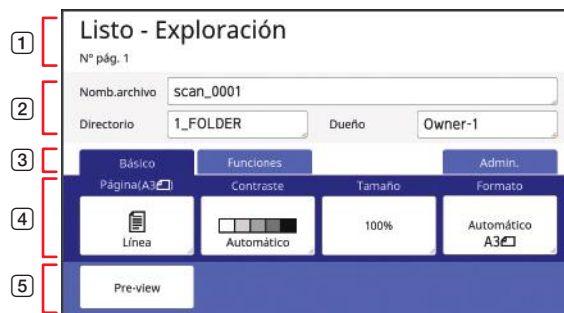 1
Listo - Exploración
Nº pág. 1
2
Nomb.archivo scan_0001
Directorio 1_FOLDER Dueño Owner-1
3
Básico Funciones Admin.
4
Página(A3) Contraste Tamaño Formato
Línea Automático 100% Automático
A3
5
Pre-view